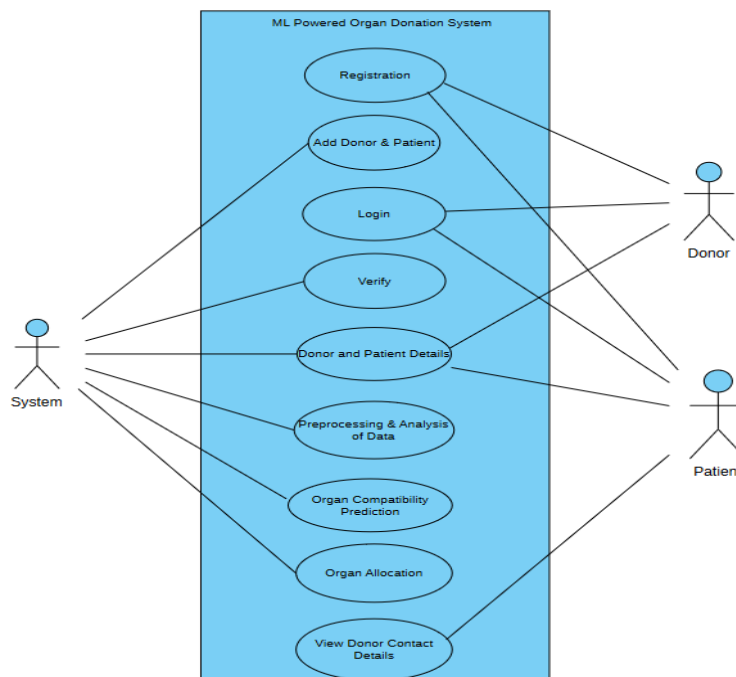 ML Powered Organ Donation System
Registration
Add Donor & Patient
Login
Verify
Donor and Patient Details
Preprocessing & Analysis
of Data
Organ Compatibility
Prediction
Organ Allocation
View Donor Contact
Details
System
Donor
Patient